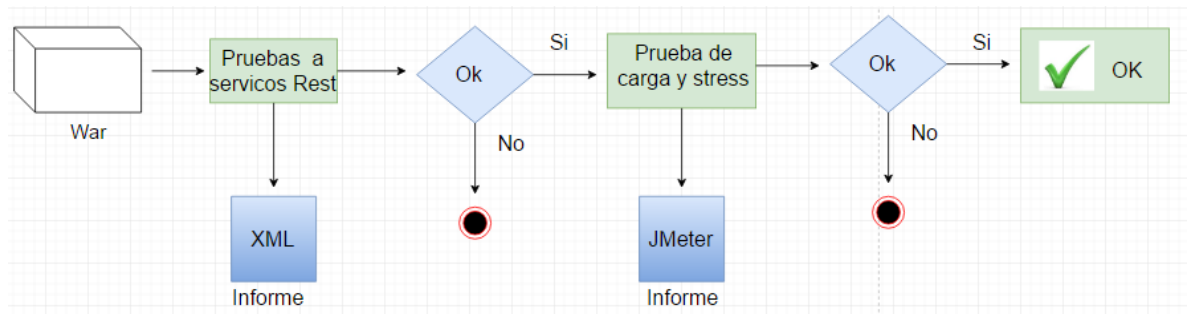 War
Pruebas a
servicos Rest
XML
Informe
Ok
Si
No
Prueba de
carga y stress
JMeter
Informe
Ok
Si
No
OK